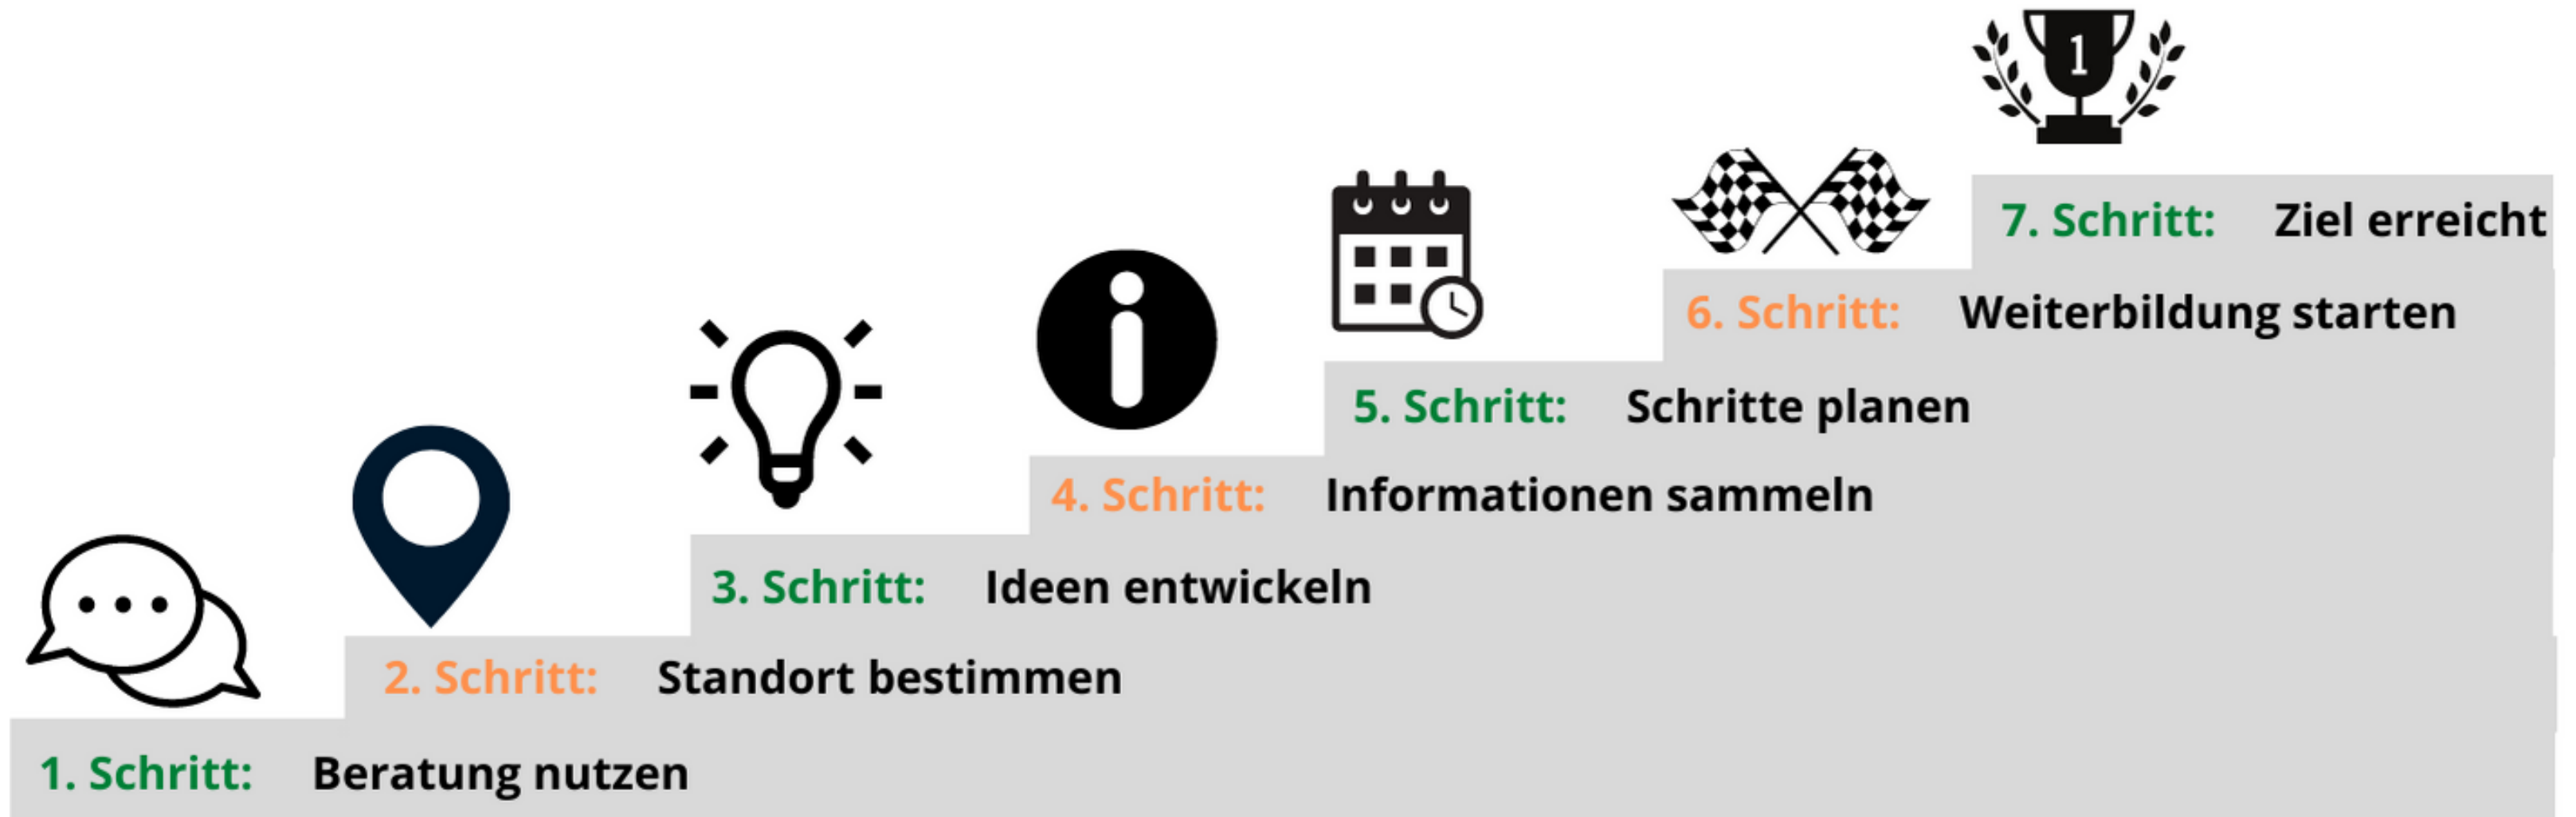 1
7. Schritt: Ziel erreicht
6. Schritt: Weiterbildung starten
5. Schritt: Schritte planen
4. Schritt: Informationen sammeln
3. Schritt: Ideen entwickeln
2. Schritt: Standort bestimmen
1. Schritt: Beratung nutzen